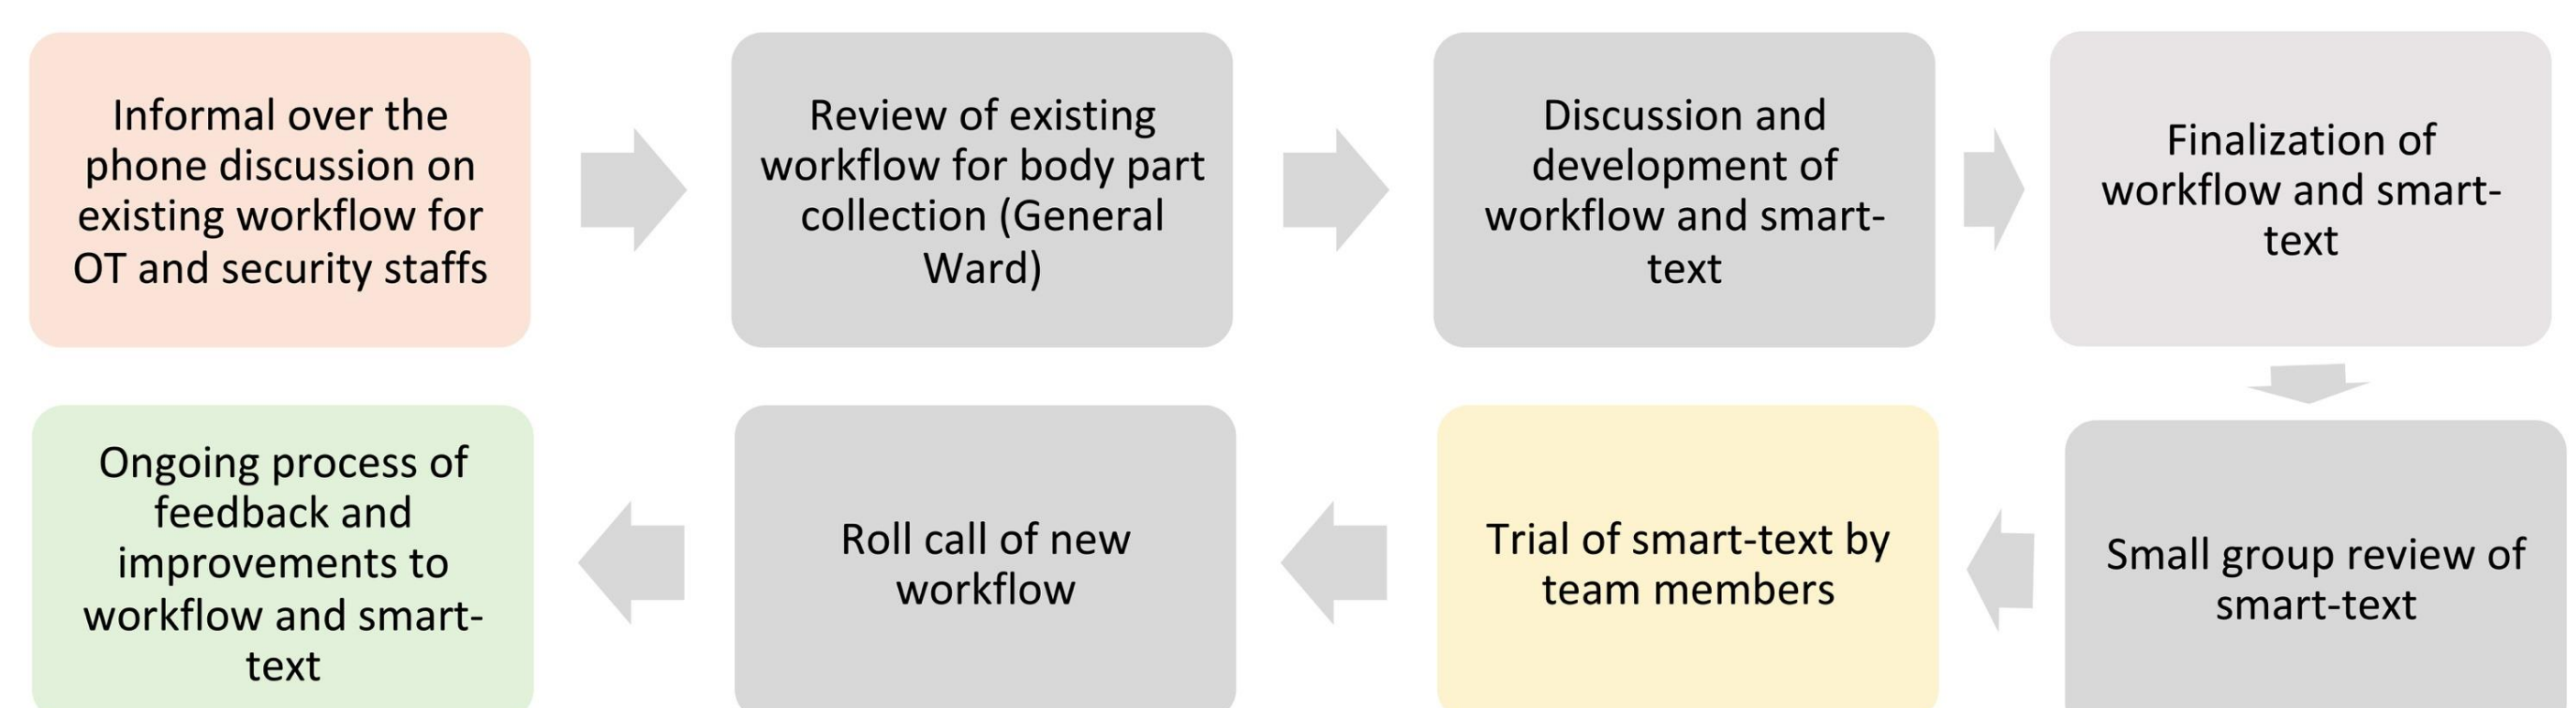 Informal over the
phone discussion on
existing workflow for
OT and security staffs
Review of existing
workflow for body part
collection (General
Ward)
Discussion and
development of
workflow and smart-
text
Finalization of
workflow and smart-
text
Small group review of
smart-text
Trial of smart-text by
team members
Roll call of new
workflow
Ongoing process of
feedback and
improvements to
workflow and smart-
text